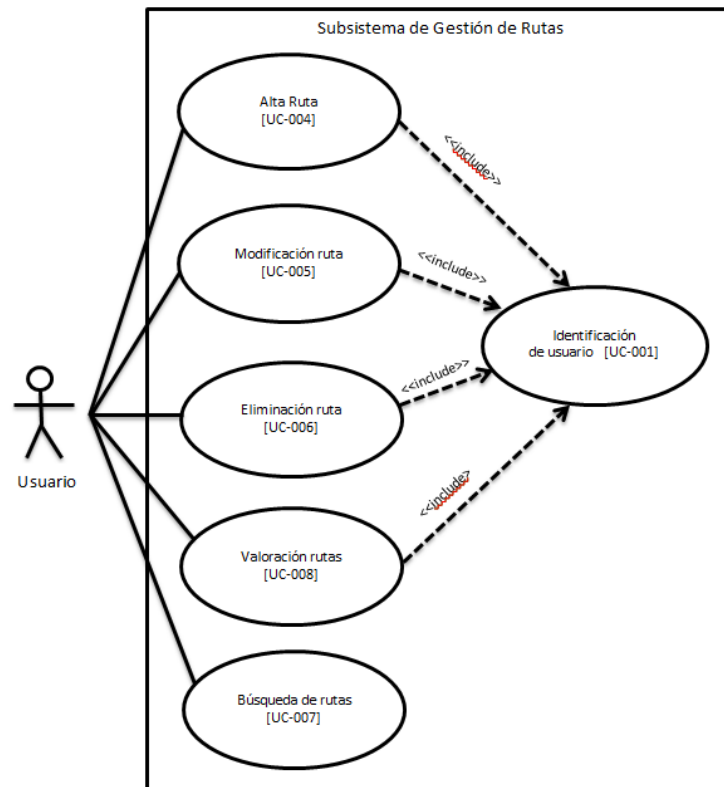 Subsistema de Gestión de Rutas
Alta Ruta
[UC-004]
<<include>>
Modificación ruta
[UC-005]
<<include>>
Identificación
de usuario [UC-001]
Eliminación ruta
[UC-006]
<<include>>
Usuario
Valoración rutas
[UC-008]
<<include>
Búsqueda de rutas
[UC-007]